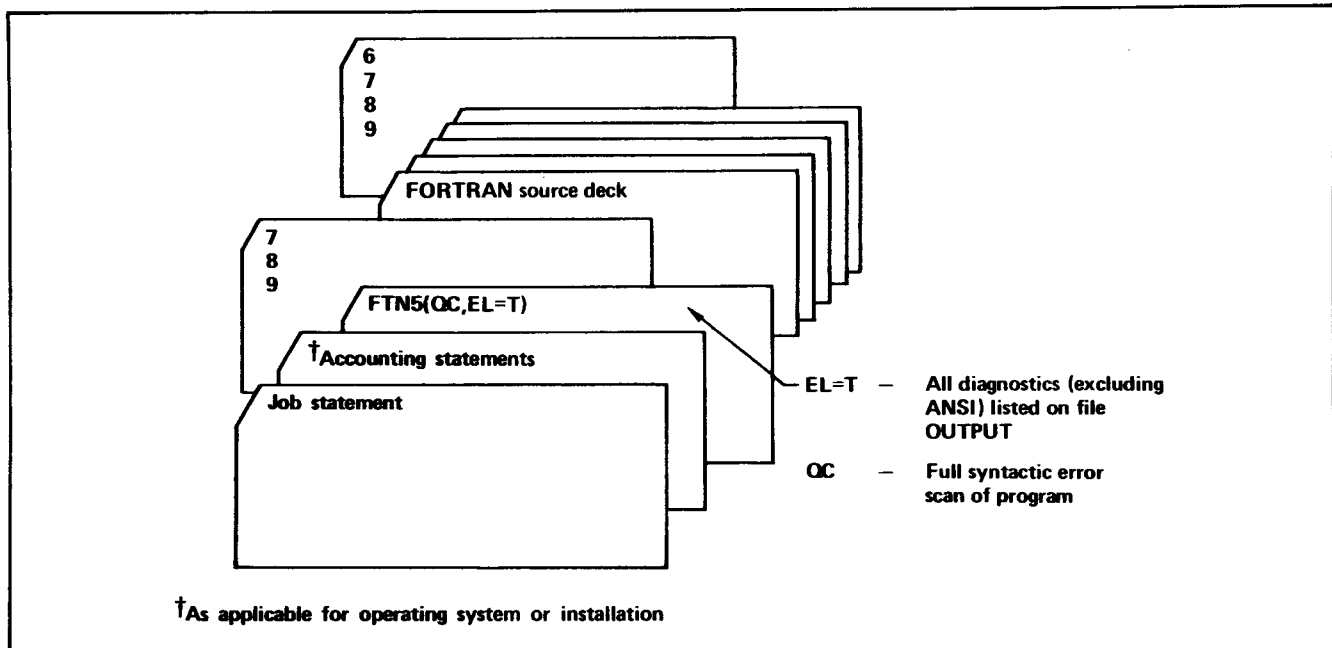 6
7
8
9
FORTRAN source deck
7
8
9
FTN5(QC,EL=T)
†Accounting statements
Job statement
EL=T – All diagnostics (excluding
ANSI) listed on file
OUTPUT
QC – Full syntactic error
scan of program
†As applicable for operating system or installation